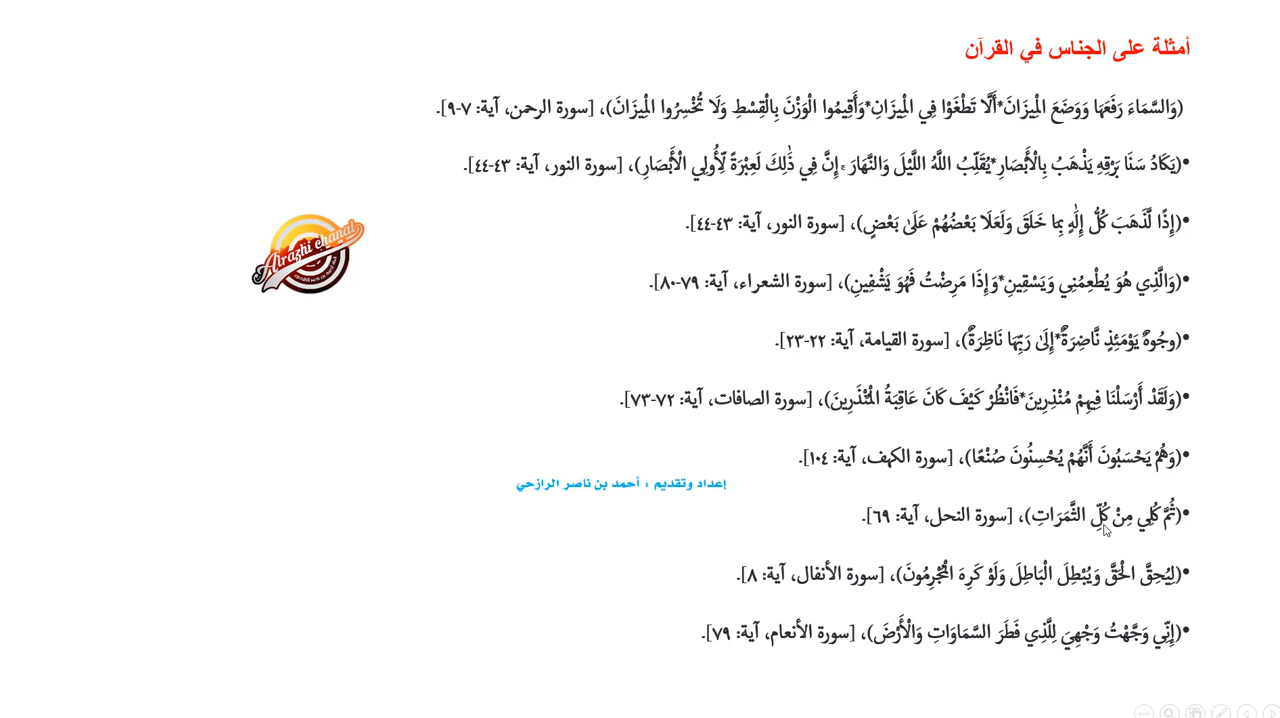 أمثلة على الجناس في القرآن
(وَالسَّمَاءَ رَفَعَهَا وَوَضَعَ الْمِيزَانَ*أَلَّا تَطْغَوْا فِي الْمِيزَانِ*وَأَقِيمُوا الْوَزْنَ بِالْقِسْطِ وَلَا تُخْسِرُوا الْمِيزَانَ)، [سورة الرحمن، آية: ٧-٩].
•(يَكَادُ سَنَا بَرْقِهِ يَذْهَبُ بِالْأَبْصَارِ*يُقَلِّبُ اللَّهُ اللَّيْلَ وَالنَّهَارَ ۚ إِنَّ فِي ذَٰلِكَ لَعِبْرَةً لِّأُولِي الْأَبْصَارِ)، [سورة النور، آية: ٤٣-٤٤].
•(إِذًا لَّذَهَبَ كُلُّ إِلَٰهٍ بِمَا خَلَقَ وَلَعَلَا بَعْضُهُمْ عَلَىٰ بَعْضٍ)، [سورة النور، آية: ٤٣-٤٤].
•(وَالَّذِي هُوَ يُطْعِمُنِي وَيَسْقِينِ*وَإِذَا مَرِضْتُ فَهُوَ يَشْفِينِ)، [سورة الشعراء، آية: ٧٩-٨٠].
•(وجُوهٌ يَوْمَئِذٍ نَّاضِرَةٌ*إِلَىٰ رَبِّهَا نَاظِرَةٌ)، [سورة القيامة، آية: ٢٢-٢٣].
•(وَلَقَدْ أَرْسَلْنَا فِيهِمْ مُنْذِرِينَ*فَانْظُرْ كَيْفَ كَانَ عَاقِبَةُ الْمُنْذَرِينَ)، [سورة الصافات، آية: ٧٢-٧٣].
•(وَهُمْ يَحْسَبُونَ أَنَّهُمْ يُحْسِنُونَ صُنْعًا)، [سورة الكهف، آية: ١٠٤].
إعداد وتقديم : أحمد بن ناصر الرازحي
•(ثُمَّ كُلِي مِنْ كُلِّ الثَّمَرَاتِ)، [سورة النحل، آية: ٦٩].
•(لِيُحِقَّ الْحَقَّ وَيُبْطِلَ الْبَاطِلَ وَلَوْ كَرِهَ الْمُجْرِمُونَ)، [سورة الأنفال، آية: ٨].
•(إِنِّي وَجَّهْتُ وَجْهِيَ لِلَّذِي فَطَرَ السَّمَاوَاتِ وَالْأَرْضَ)، [سورة الأنعام، آية: ٧٩].
Alrazhi chanal